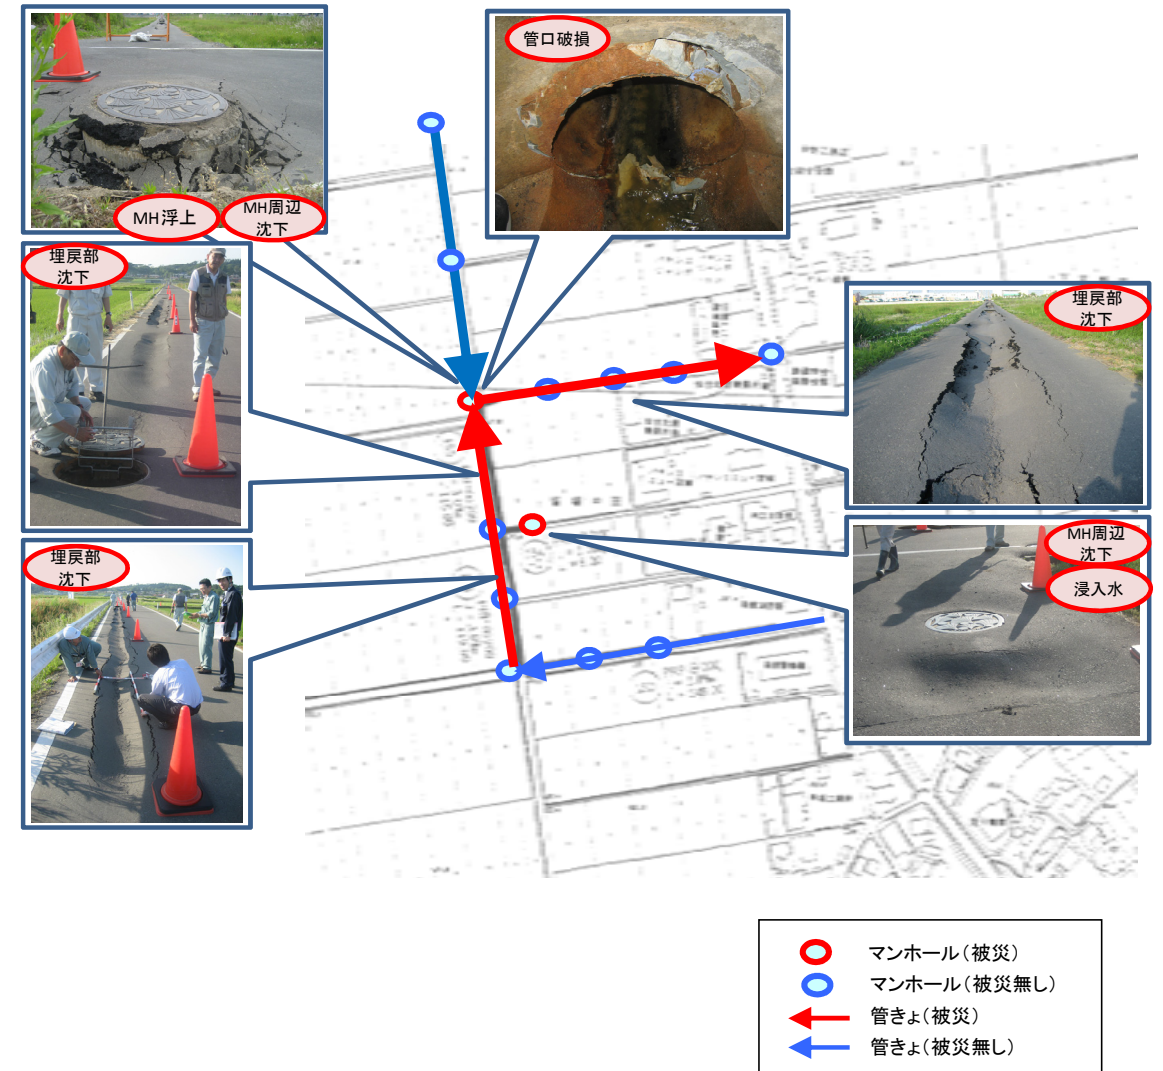 管口破損
MH浮上
MH周辺
沈下
埋戻部
沈下
埋戻部
沈下
埋戻部
沈下
MH周辺
沈下
浸入水
マンホール(被災)
マンホール(被災無し)
管きょ(被災)
管きょ(被災無し)